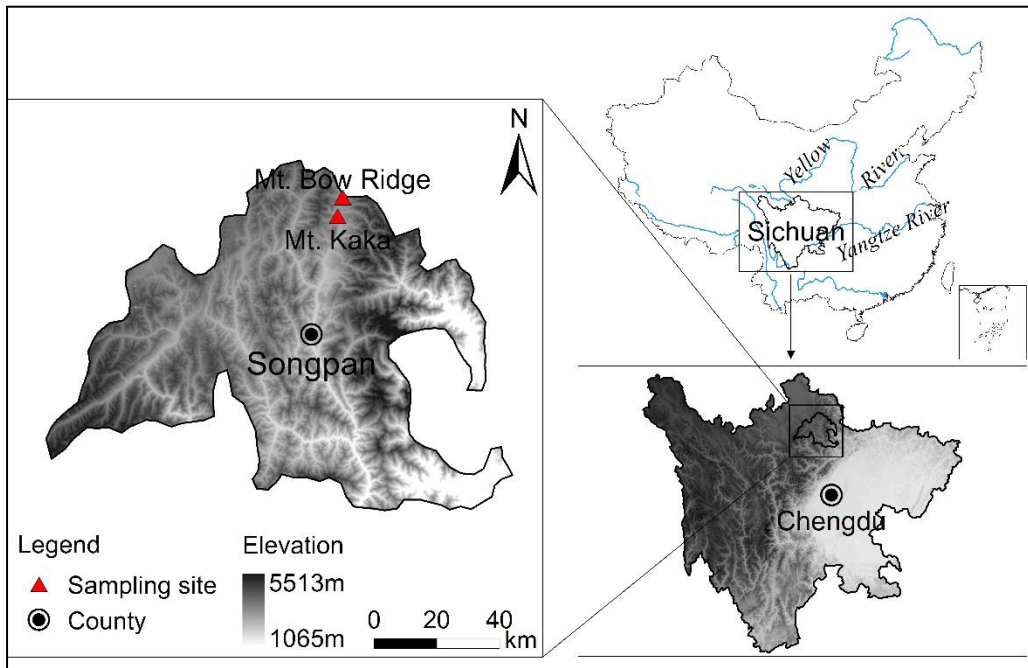 N
Mt. Bow Ridge
Mt. Kaka
Songpan
Legend
Sampling site
County
Elevation
5513m
1065m
0 20 40
km
Yellow River
Sichuan
Yangtze River
Chengdu